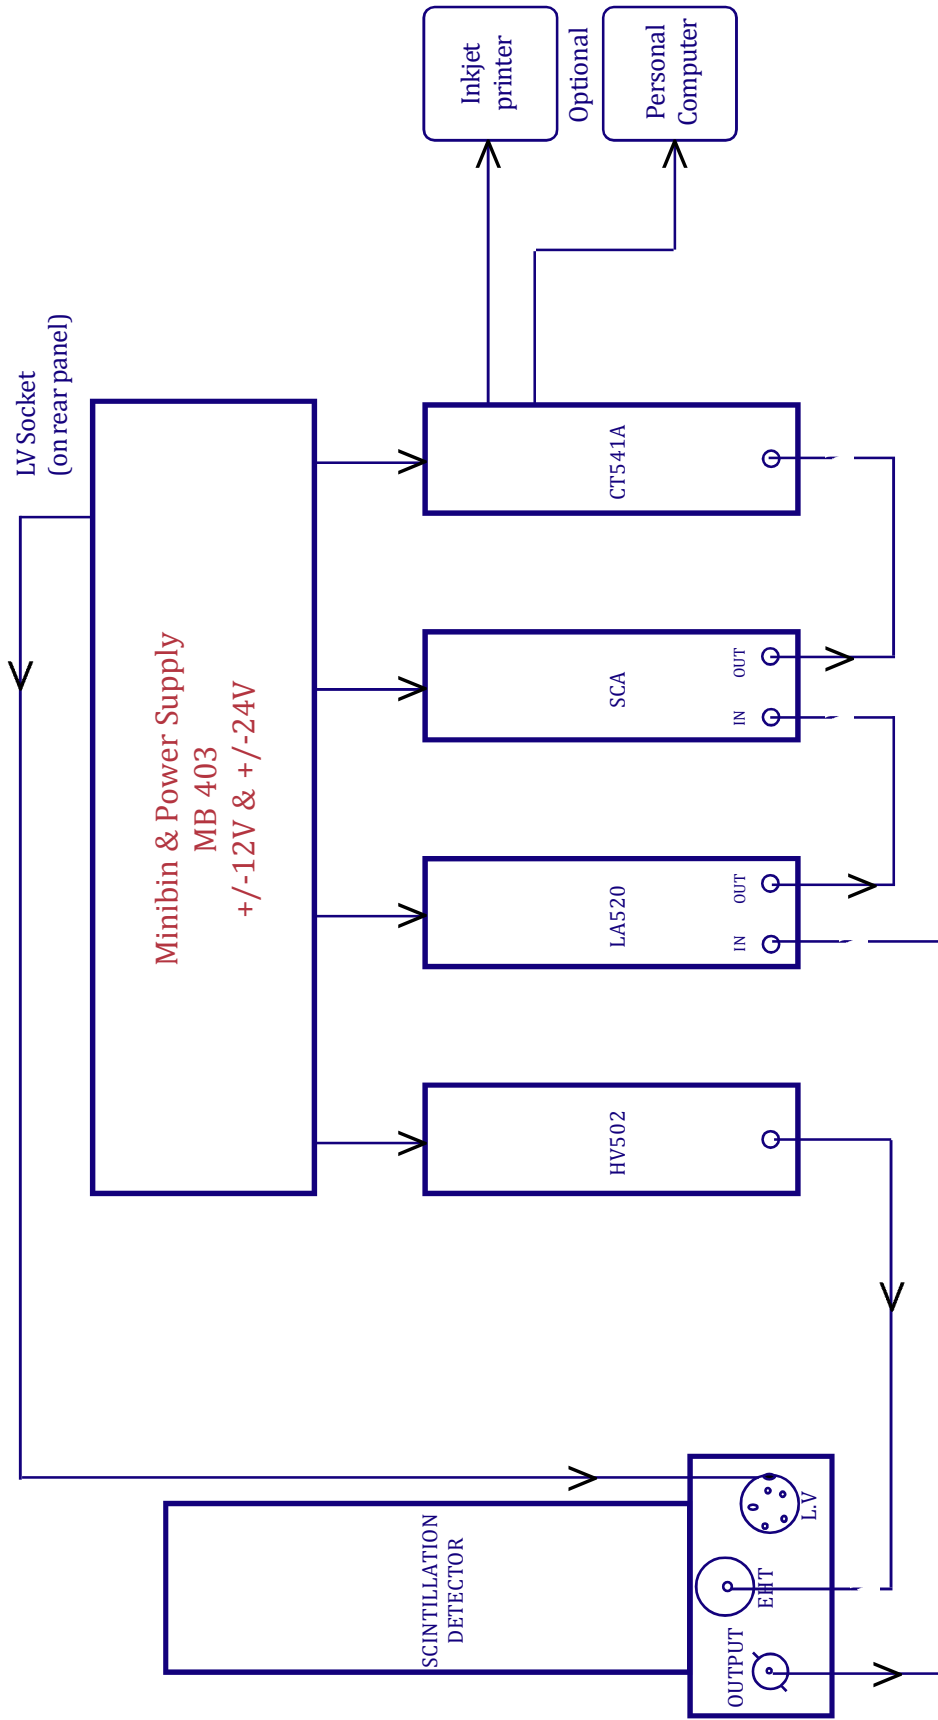 LV Socket
(on rear panel)
Minibin & Power Supply
MB 403
+/-12V & +/-24V
Inkjet
printer
Optional
Personal
Computer
SCINTILLATION
DETECTOR
HV502
LA520
SCA
CT541A
OUTPUT
EHT
L.V
IN
OUT
IN
OUT